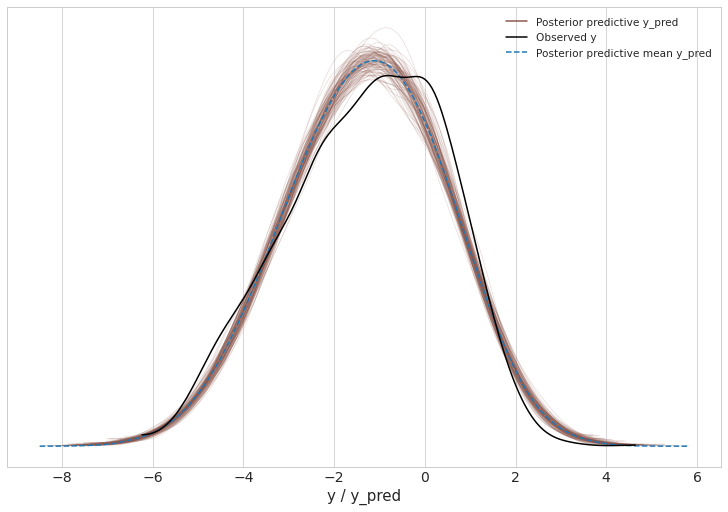 Posterior predictive y_pred
Observed y
Posterior predictive mean y_pred
−8 −6 −4 −2 0 2 4 6
y / y_pred